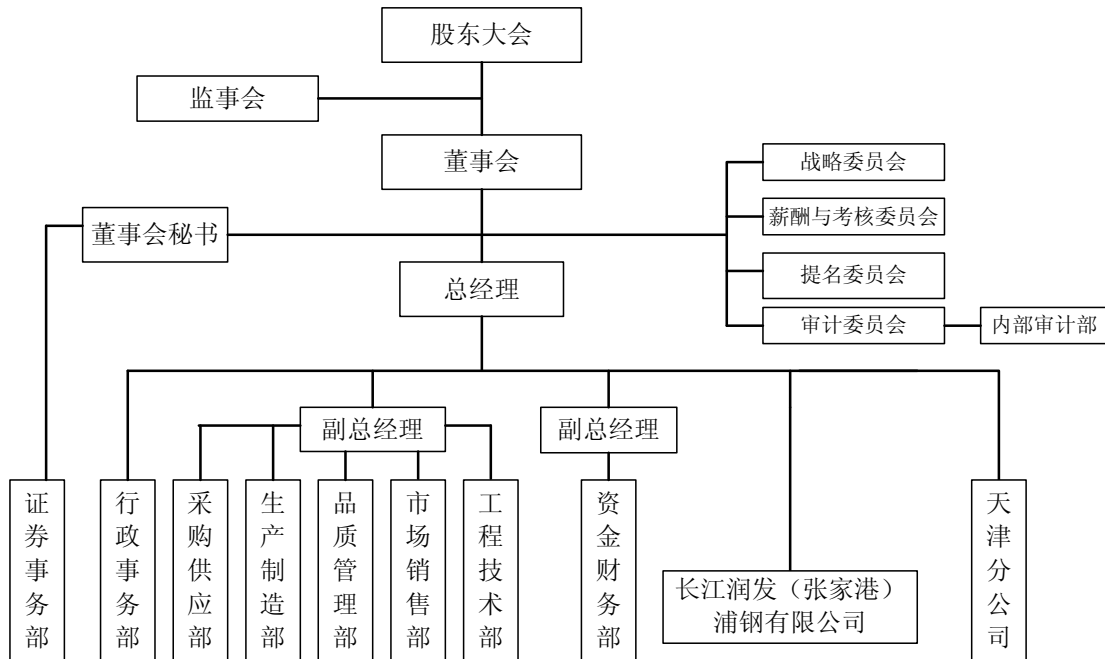 股东大会
监事会
董事会
战略委员会
薪酬与考核委员会
董事会秘书
提名委员会
总经理
审计委员会
内部审计部
副总经理
副总经理
证券事务部
行政事务部
采购供应部
生产制造部
品质管理部
市场销售部
工程技术部
资金财务部
长江润发（张家港）
浦钢有限公司
天津分公司